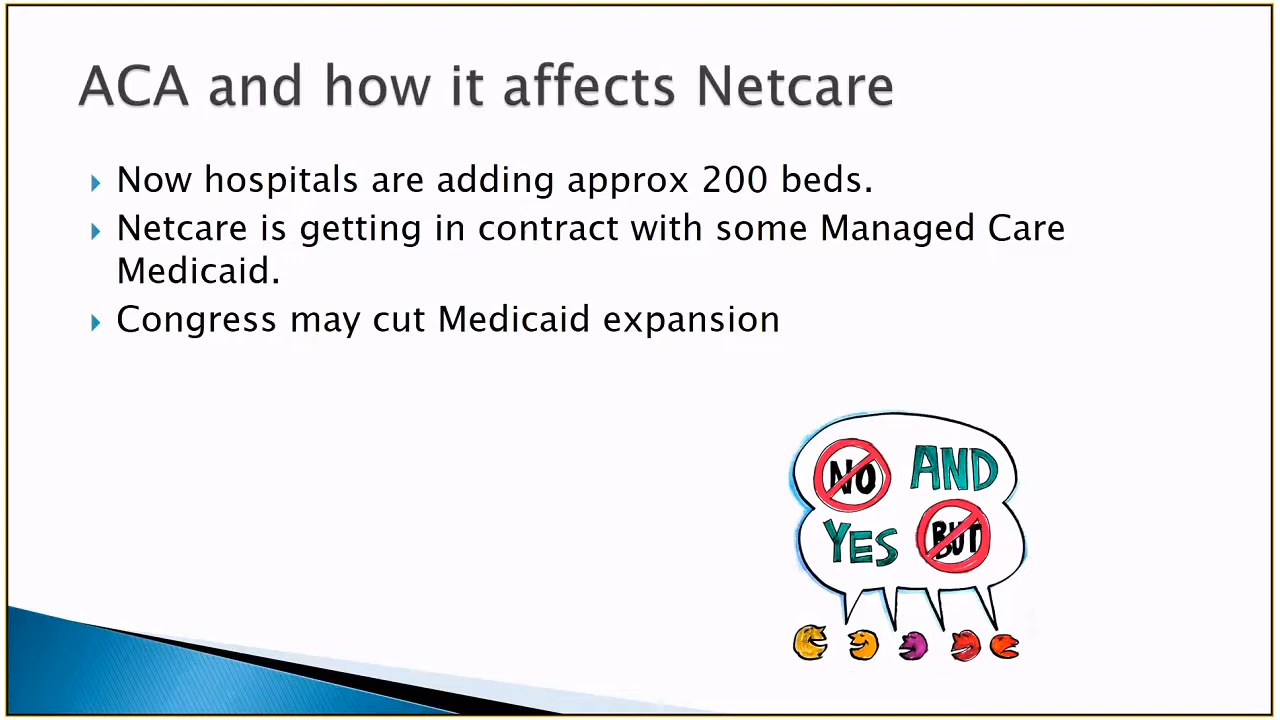 ACA and how it affects Netcare
Now hospitals are adding approx 200 beds.
Netcare is getting in contract with some Managed Care
Medicaid.
Congress may cut Medicaid expansion
NO AND
YES BUT